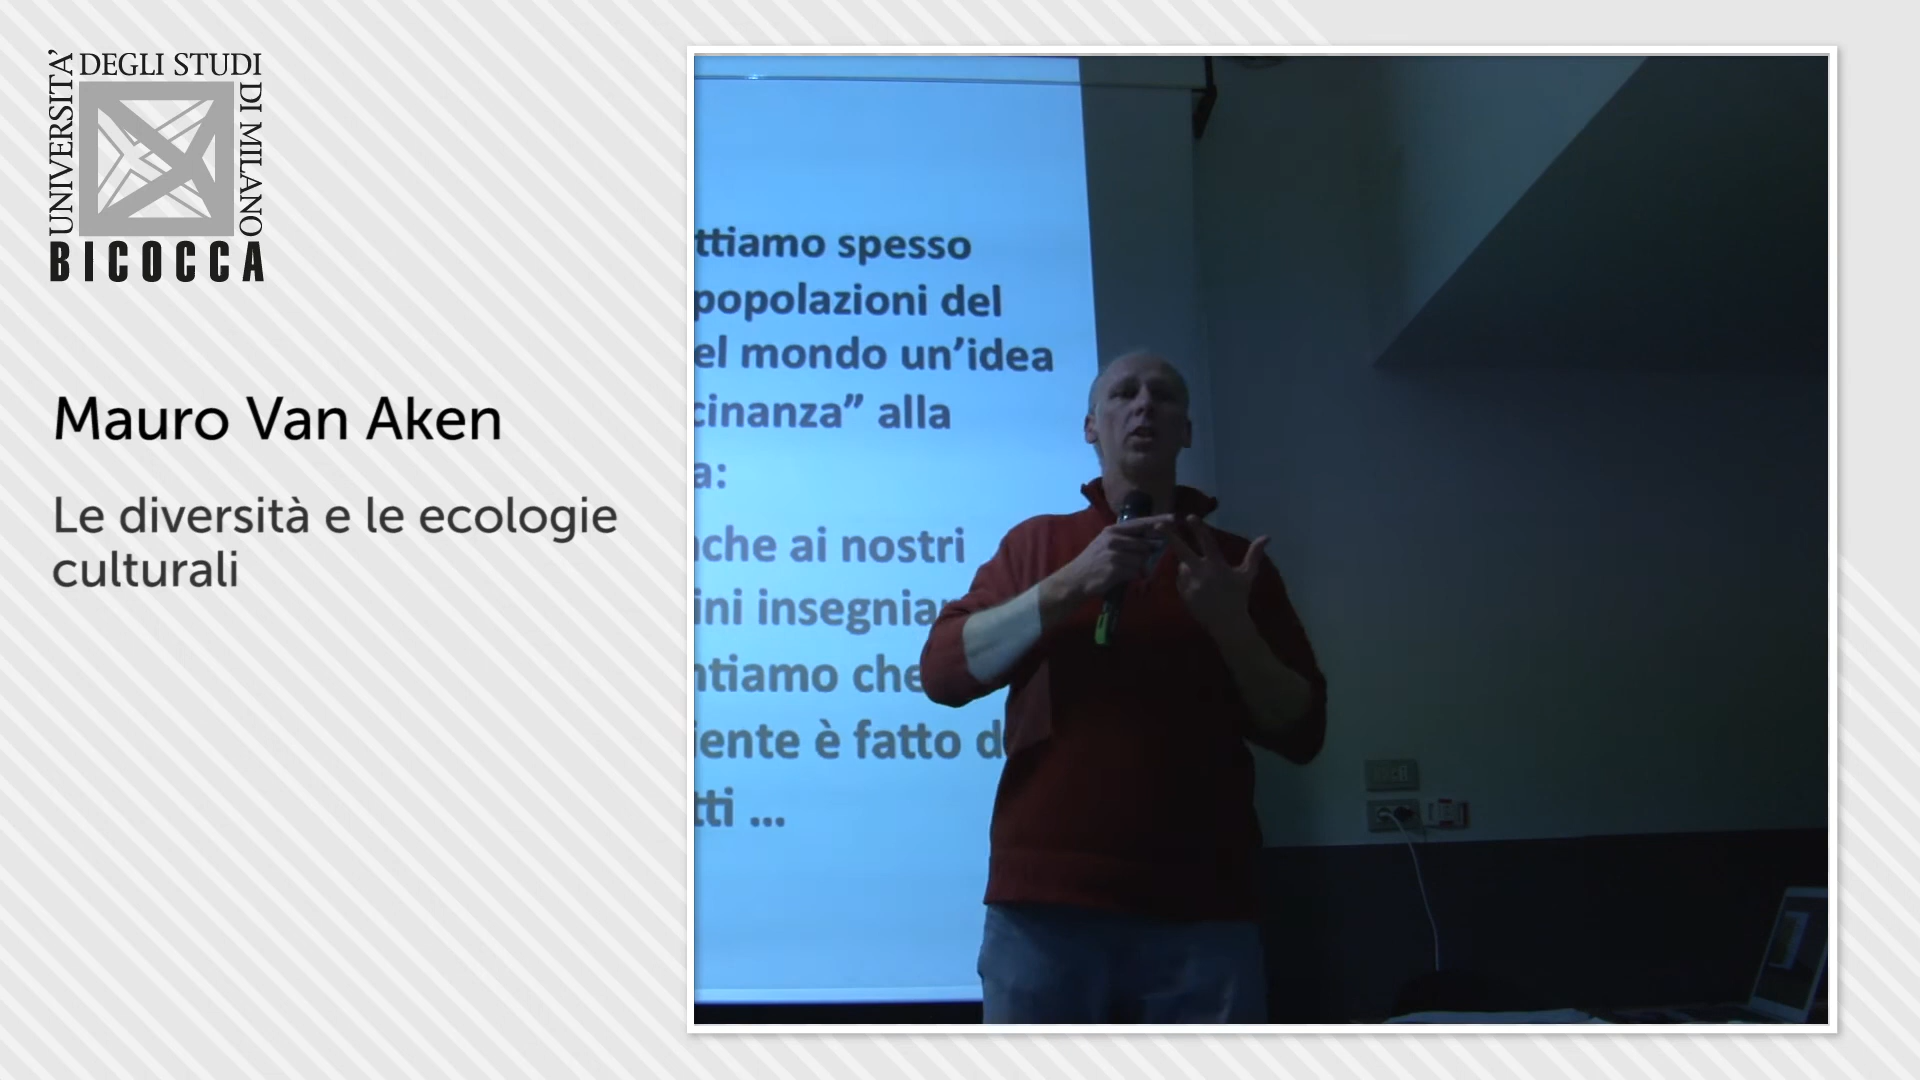 UNIVERSITA'
DEGLI STUDI
DI MILANO
BICOCCA
Mauro Van Aken
Le diversità e le ecologie
culturali
ttiamo spesso
popolazioni del
el mondo un’idea
cinanza” alla
a:
che ai nostri
ini insegnia
ntiamo che
iente è fatto d
tti ...